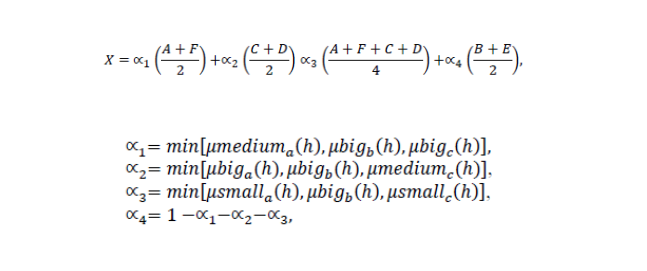 X = ∝₁ (A + F / 2) +∝₂ (C + D / 2) ∝₃ (A + F + C + D / 4) +∝₄ (B + E / 2),
∝₁= min[μmediumₐ(h), μbig_b(h), μbig_c(h)],
∝₂= min[μbigₐ(h), μbig_b(h), μmedium_c(h)],
∝₃= min[μsmallₐ(h), μbig_b(h), μsmall_c(h)],
∝₄= 1 −∝₁−∝₂−∝₃,